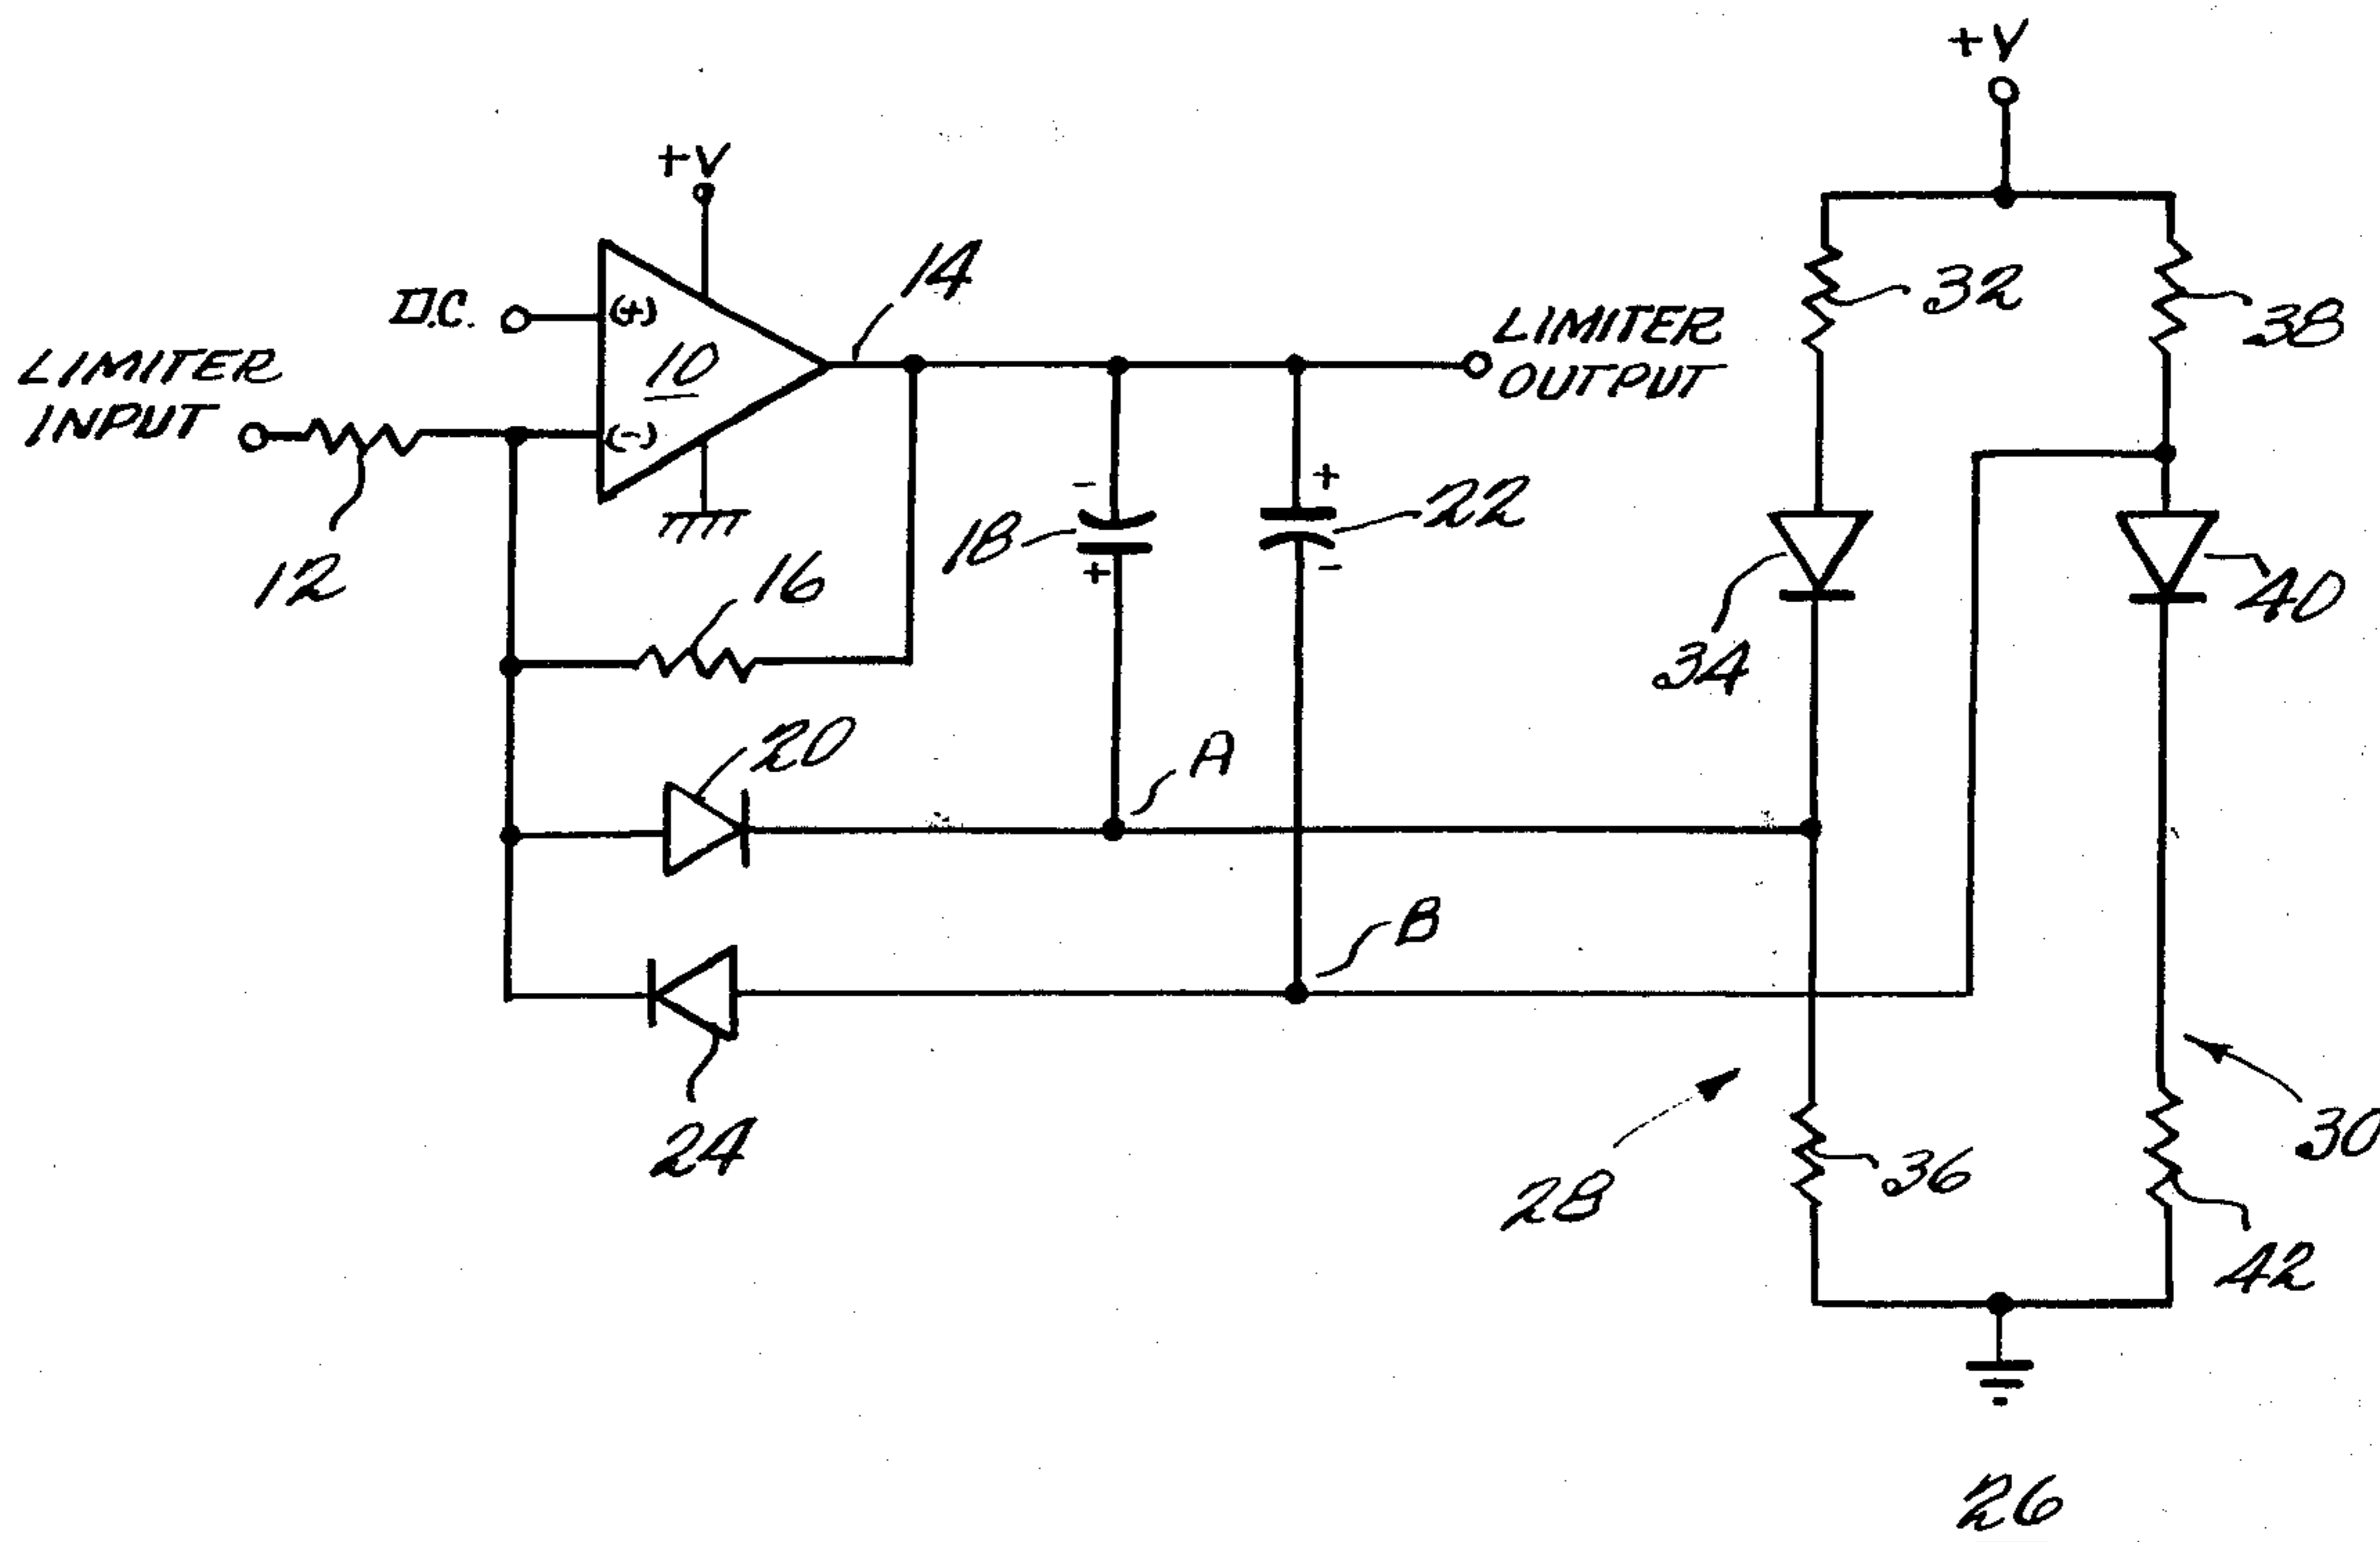 +V
+V
D.C.
(+)
10
14
LIMITER
INPUT
(-)
12
LIMITER
OUTPUT
32
38
-
18
+
+
22
-
16
34
40
20
A
B
24
28
36
30
42
26